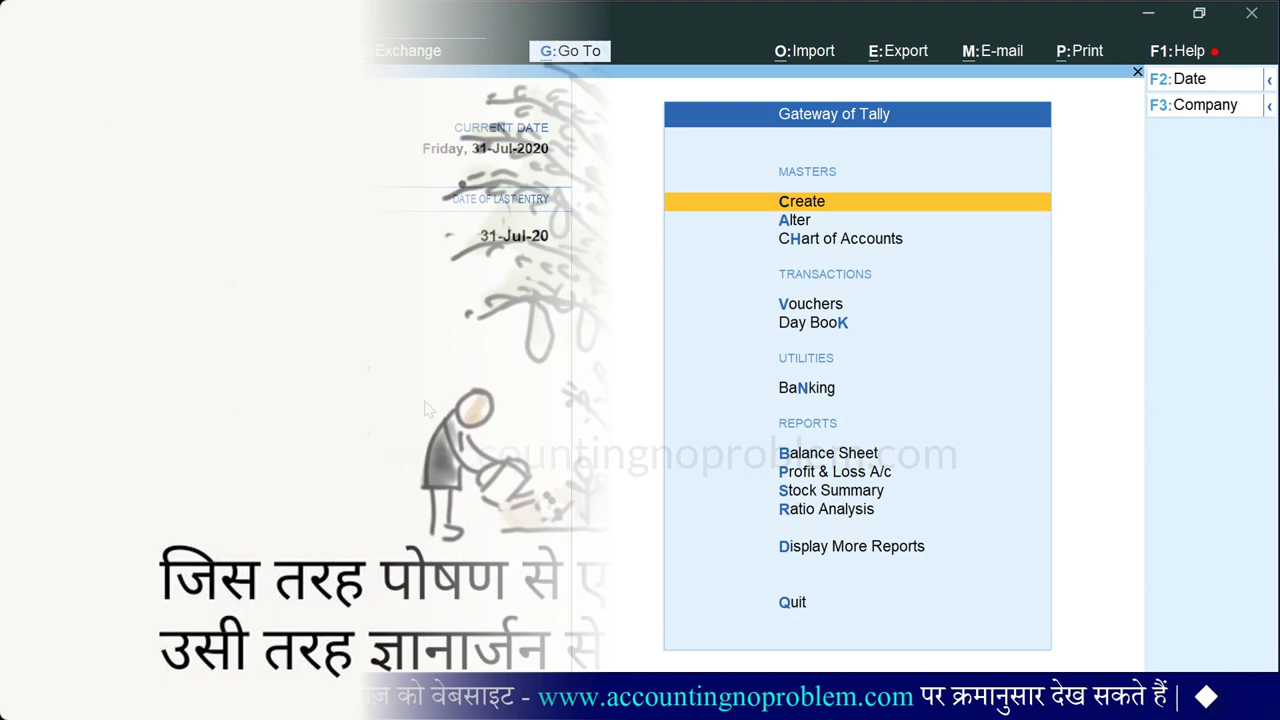 Exchange
G:Go To
O:Import
E:Export
M:E-mail
P:Print
F1:Help
F2:Date
F3:Company
CURRENT DATE
Friday, 31-Jul-2020
DATE OF LAST ENTRY
31-Jul-20
Gateway of Tally
MASTERS
Create
Alter
CHart of Accounts
TRANSACTIONS
Vouchers
Day BooK
UTILITIES
BaNking
REPORTS
Balance Sheet
Profit & Loss A/c
Stock Summary
Ratio Analysis
Display More Reports
Quit
accountingnoproblem.com
जिस तरह पोषण से
उसी तरह ज्ञानार्जन से
को वेबसाइट - www.accountingnoproblem.com पर क्रमानुसार देख सकते हैं |